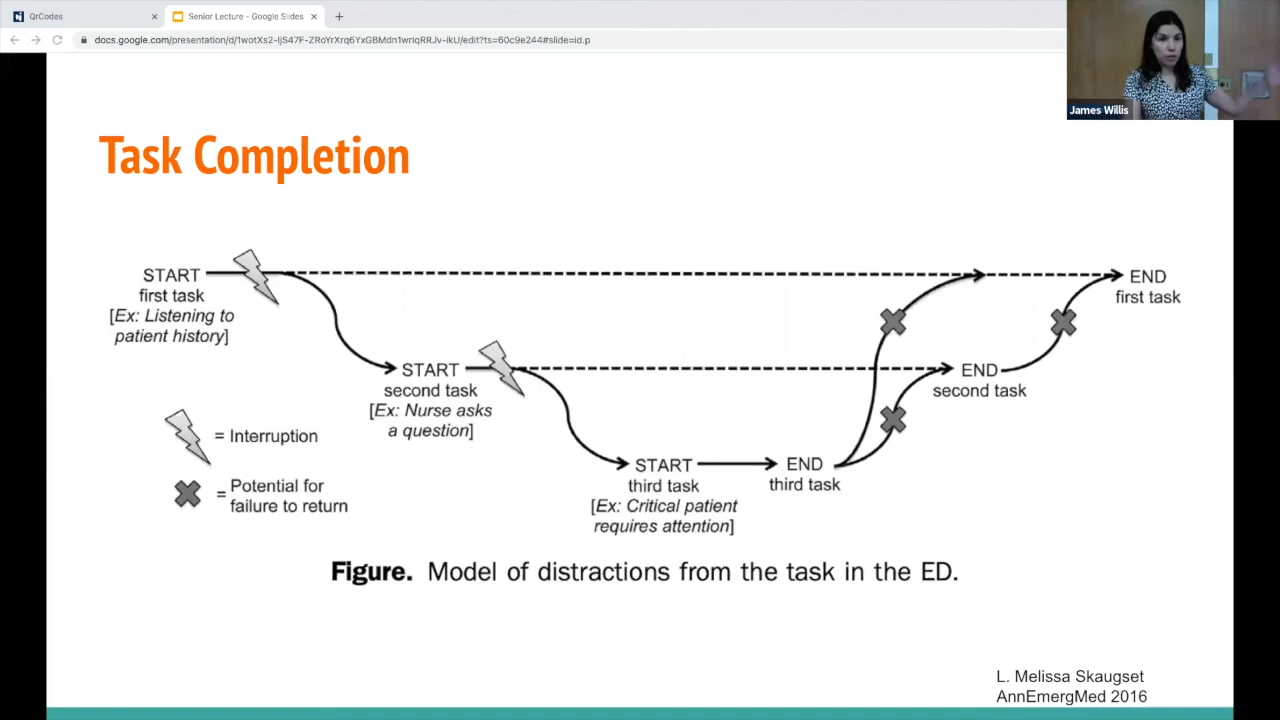 QrCodes
Senior Lecture - Google Slides
docs.google.com/presentation/d/1wotXs2-ljS47F-ZRoYrXrq6YxGBMdn1wrIqRRJv-ikU/edit?ts=60c9e244#slide=id.p
James Willis
Task Completion
START
first task
[Ex: Listening to
patient history]
END
first task
START
second task
[Ex: Nurse asks
a question]
END
second task
= Interruption
= Potential for
failure to return
START
third task
[Ex: Critical patient
requires attention]
END
third task
Figure. Model of distractions from the task in the ED.
L. Melissa Skaugset
AnnEmergMed 2016